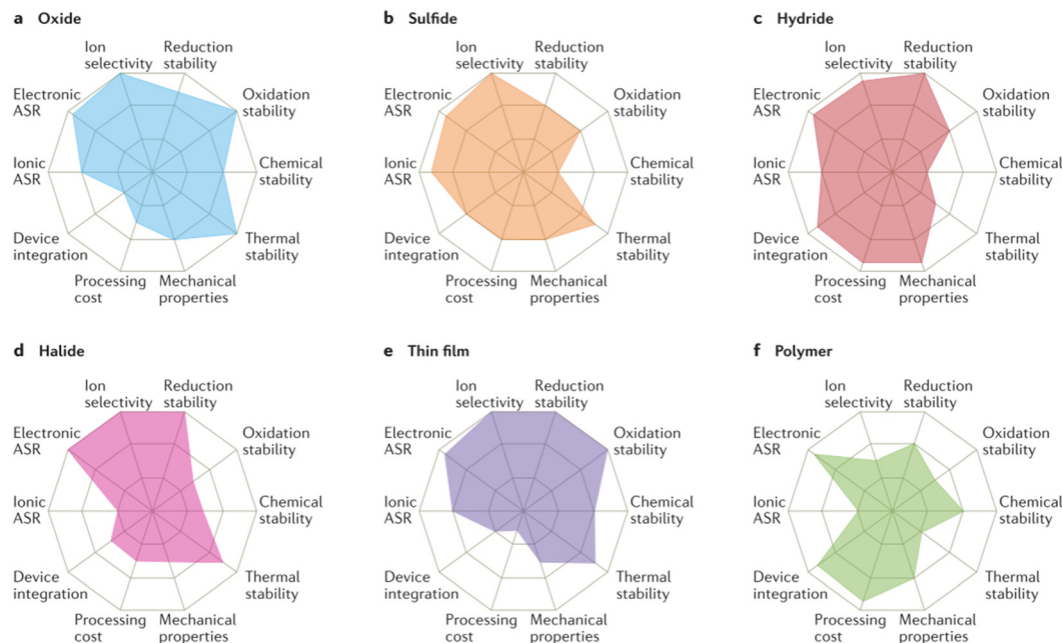 a Oxide
Ion
selectivity
Reduction
stability
Electronic
ASR
Oxidation
stability
Ionic
ASR
Chemical
stability
Device
integration
Thermal
stability
Processing
cost
Mechanical
properties
b Sulfide
Ion
selectivity
Reduction
stability
Electronic
ASR
Oxidation
stability
Ionic
ASR
Chemical
stability
Device
integration
Thermal
stability
Processing
cost
Mechanical
properties
c Hydride
Ion
selectivity
Reduction
stability
Electronic
ASR
Oxidation
stability
Ionic
ASR
Chemical
stability
Device
integration
Thermal
stability
Processing
cost
Mechanical
properties
d Halide
Ion
selectivity
Reduction
stability
Electronic
ASR
Oxidation
stability
Ionic
ASR
Chemical
stability
Device
integration
Thermal
stability
Processing
cost
Mechanical
properties
e Thin film
Ion
selectivity
Reduction
stability
Electronic
ASR
Oxidation
stability
Ionic
ASR
Chemical
stability
Device
integration
Thermal
stability
Processing
cost
Mechanical
properties
f Polymer
Ion
selectivity
Reduction
stability
Electronic
ASR
Oxidation
stability
Ionic
ASR
Chemical
stability
Device
integration
Thermal
stability
Processing
cost
Mechanical
properties